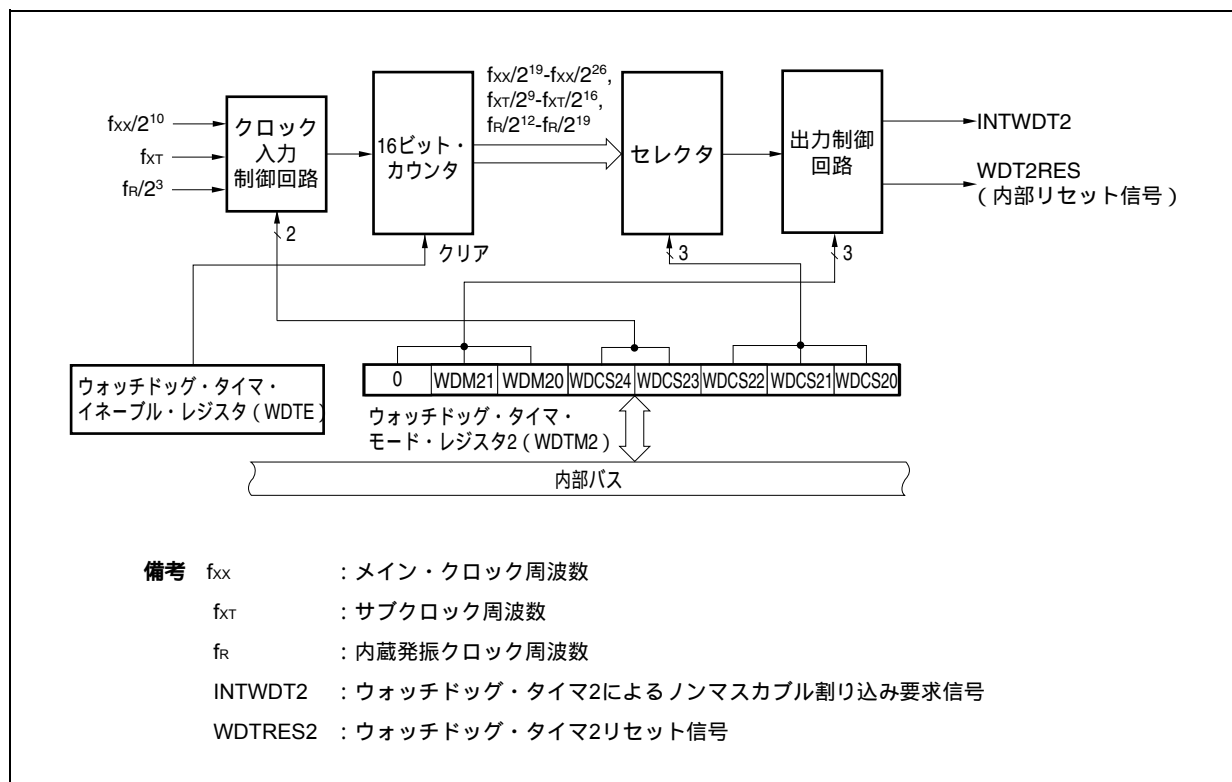 fXX/2^19-fXX/2^26,
fXT/2^9-fXT/2^16,
fR/2^12-fR/2^19
fXX/2^10
fXT
fR/2^3
クロック
入力
制御回路
16ビット・
カウンタ
セレクタ
出力制御
回路
INTWDT2
WDT2RES
(内部リセット信号)
2
クリア
3
3
ウォッチドッグ・タイマ・
イネーブル・レジスタ(WDTE)
0 WDM21 WDM20 WDCS24 WDCS23 WDCS22 WDCS21 WDCS20
ウォッチドッグ・タイマ・
モード・レジスタ2(WDTM2)
内部バス
備考 fXX :メイン・クロック周波数
fXT :サブクロック周波数
fR :内蔵発振クロック周波数
INTWDT2 :ウォッチドッグ・タイマ2によるノンマスカブル割り込み要求信号
WDTRES2 :ウォッチドッグ・タイマ2リセット信号